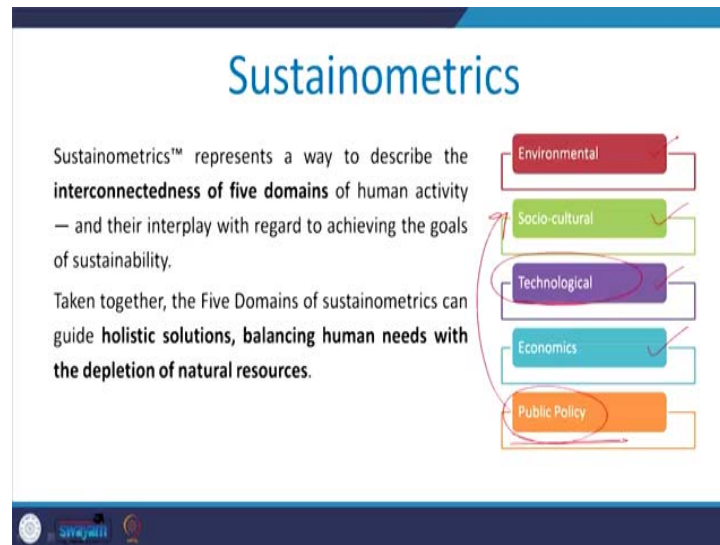 Sustainometrics
Sustainometrics™ represents a way to describe the
interconnectedness of five domains of human activity
— and their interplay with regard to achieving the goals
of sustainability.
Taken together, the Five Domains of sustainometrics can
guide holistic solutions, balancing human needs with
the depletion of natural resources.
Environmental
Socio-cultural
Technological
Economics
Public Policy
swayam